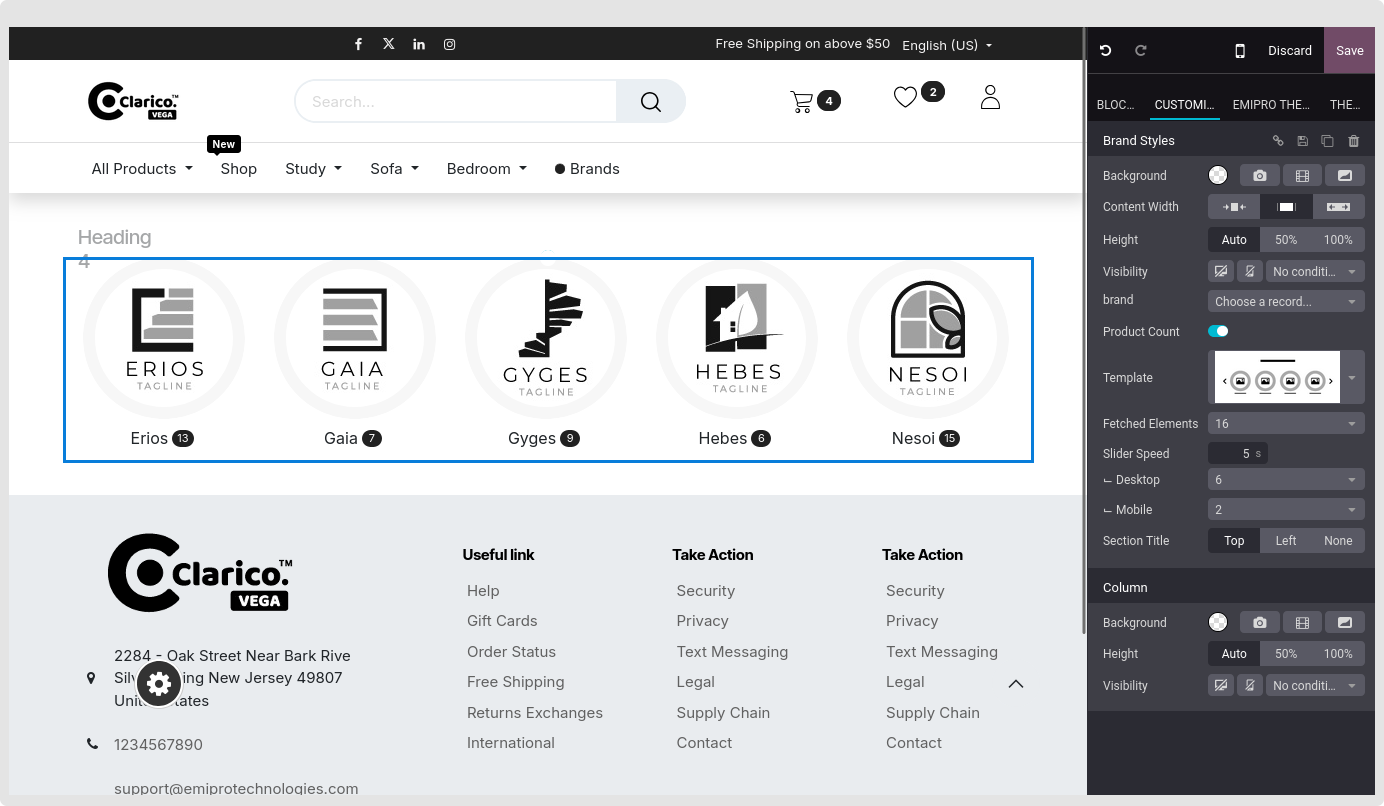 Free Shipping on above $50 English (US)
Discard Save
Clarico.™
VEGA
Search...
4
2
BLOC... CUSTOMI... EMIPRO THE... THE...
New
All Products Shop Study Sofa Bedroom Brands
Heading
4
ERIOS
TAGLINE
GAIA
TAGLINE
GYGES
TAGLINE
HEBES
TAGLINE
NESOI
TAGLINE
Erios 13
Gaia 7
Gyges 9
Hebes 6
Nesoi 15
Clarico.™
VEGA
2284 - Oak Street Near Bark Rive
ing New Jersey 49807
1234567890
support@emiprotechnologies.com
Useful link
Help
Gift Cards
Order Status
Free Shipping
Returns Exchanges
International
Take Action
Security
Privacy
Text Messaging
Legal
Supply Chain
Contact
Take Action
Security
Privacy
Text Messaging
Legal
Supply Chain
Contact
Brand Styles
Background
Content Width
Height Auto 50% 100%
Visibility No conditi...
brand Choose a record...
Product Count
Template
Fetched Elements 16
Slider Speed 5 s
Desktop 6
Mobile 2
Section Title Top Left None
Column
Background
Height Auto 50% 100%
Visibility No conditi...